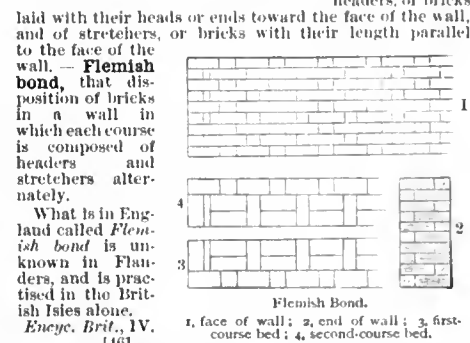 headers, or bricks
laid with their heads or ends toward the face of the wall,
and of stretchers, or bricks with their length parallel
to the face of the
wall. — Flemish
bond, that dis-
position of bricks
in a wall in
which each course
is composed of
headers and
stretchers alter-
nately.
What is in Eng-
land called Flem-
ish bond is un-
known in Flan-
ders, and is prac-
tised in the Brit-
ish Isles alone.
Encyc. Brit., IV.
[461.
1
4
3
2
Flemish Bond.
1, face of wall; 2, end of wall; 3, first-
course bed; 4, second-course bed.